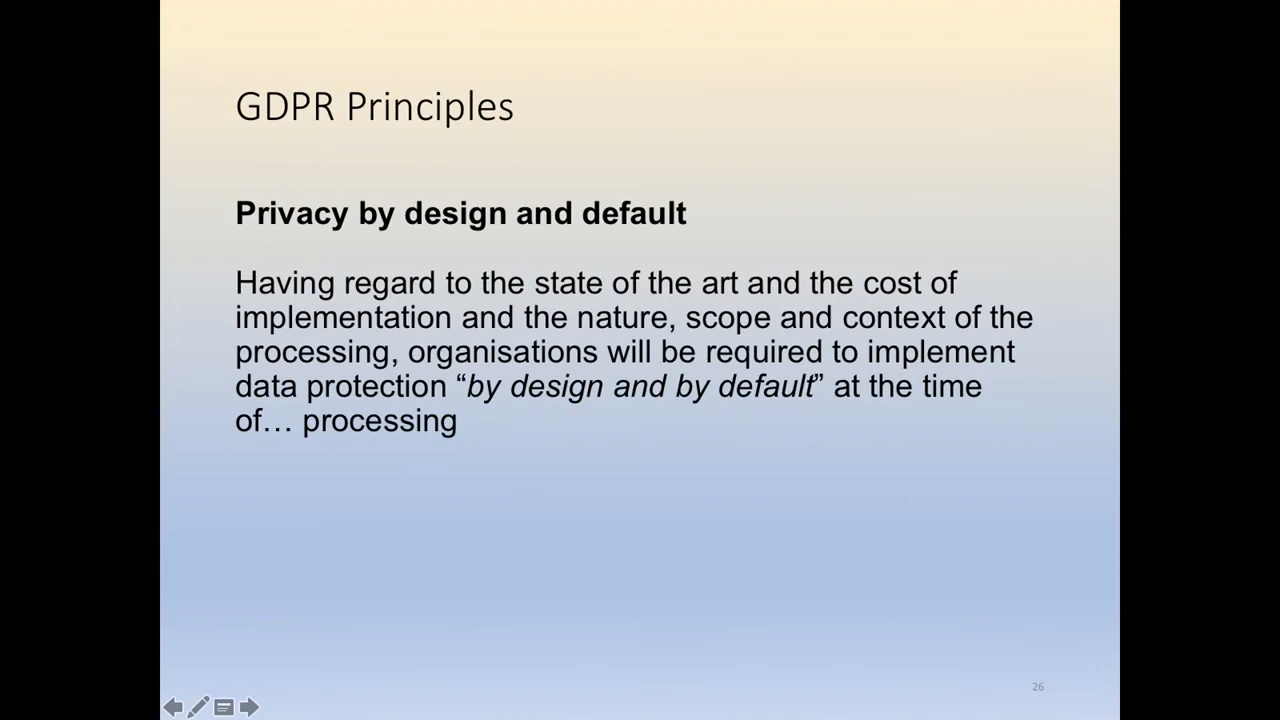 GDPR Principles
Privacy by design and default
Having regard to the state of the art and the cost of
implementation and the nature, scope and context of the
processing, organisations will be required to implement
data protection “by design and by default” at the time
of… processing
26